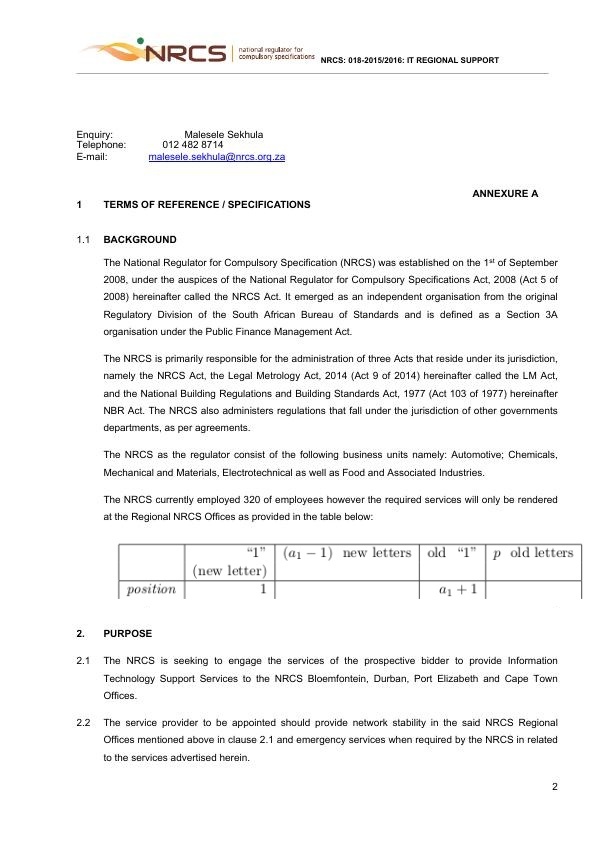 NRCS national regulator for
compulsory specifications NRCS: 018-2015/2016: IT REGIONAL SUPPORT
Enquiry: Malesele Sekhula
Telephone: 012 482 8714
E-mail: malesele.sekhula@nrcs.org.za
ANNEXURE A
1 TERMS OF REFERENCE / SPECIFICATIONS
1.1 BACKGROUND
The National Regulator for Compulsory Specification (NRCS) was established on the 1st of September
2008, under the auspices of the National Regulator for Compulsory Specifications Act, 2008 (Act 5 of
2008) hereinafter called the NRCS Act. It emerged as an independent organisation from the original
Regulatory Division of the South African Bureau of Standards and is defined as a Section 3A
organisation under the Public Finance Management Act.
The NRCS is primarily responsible for the administration of three Acts that reside under its jurisdiction,
namely the NRCS Act, the Legal Metrology Act, 2014 (Act 9 of 2014) hereinafter called the LM Act,
and the National Building Regulations and Building Standards Act, 1977 (Act 103 of 1977) hereinafter
NBR Act. The NRCS also administers regulations that fall under the jurisdiction of other governments
departments, as per agreements.
The NRCS as the regulator consist of the following business units namely: Automotive; Chemicals,
Mechanical and Materials, Electrotechnical as well as Food and Associated Industries.
The NRCS currently employed 320 of employees however the required services will only be rendered
at the Regional NRCS Offices as provided in the table below:
“1” (a₁ − 1) new letters old “1” p old letters
(new letter)
position 1 a₁ + 1
2. PURPOSE
2.1 The NRCS is seeking to engage the services of the prospective bidder to provide Information
Technology Support Services to the NRCS Bloemfontein, Durban, Port Elizabeth and Cape Town
Offices.
2.2 The service provider to be appointed should provide network stability in the said NRCS Regional
Offices mentioned above in clause 2.1 and emergency services when required by the NRCS in related
to the services advertised herein.
2